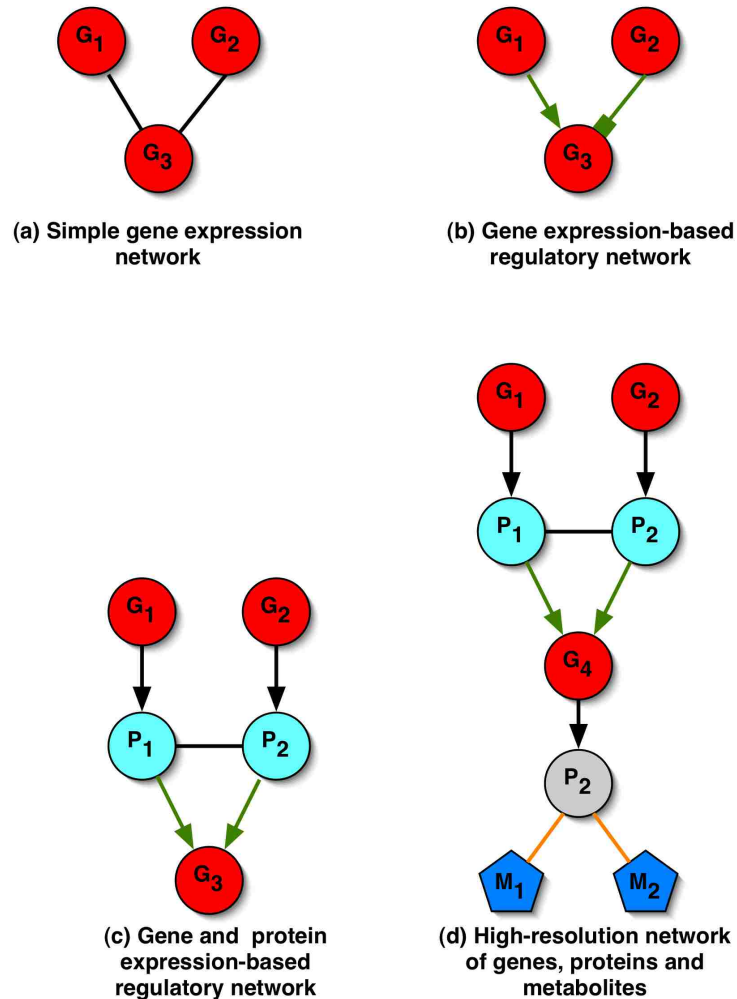 G1
G2
G3
(a) Simple gene expression
network
G1
G2
G3
(b) Gene expression-based
regulatory network
G1
G2
P1
P2
G3
(c) Gene and protein
expression-based
regulatory network
G1
G2
P1
P2
G4
P2
M1
M2
(d) High-resolution network
of genes, proteins and
metabolites